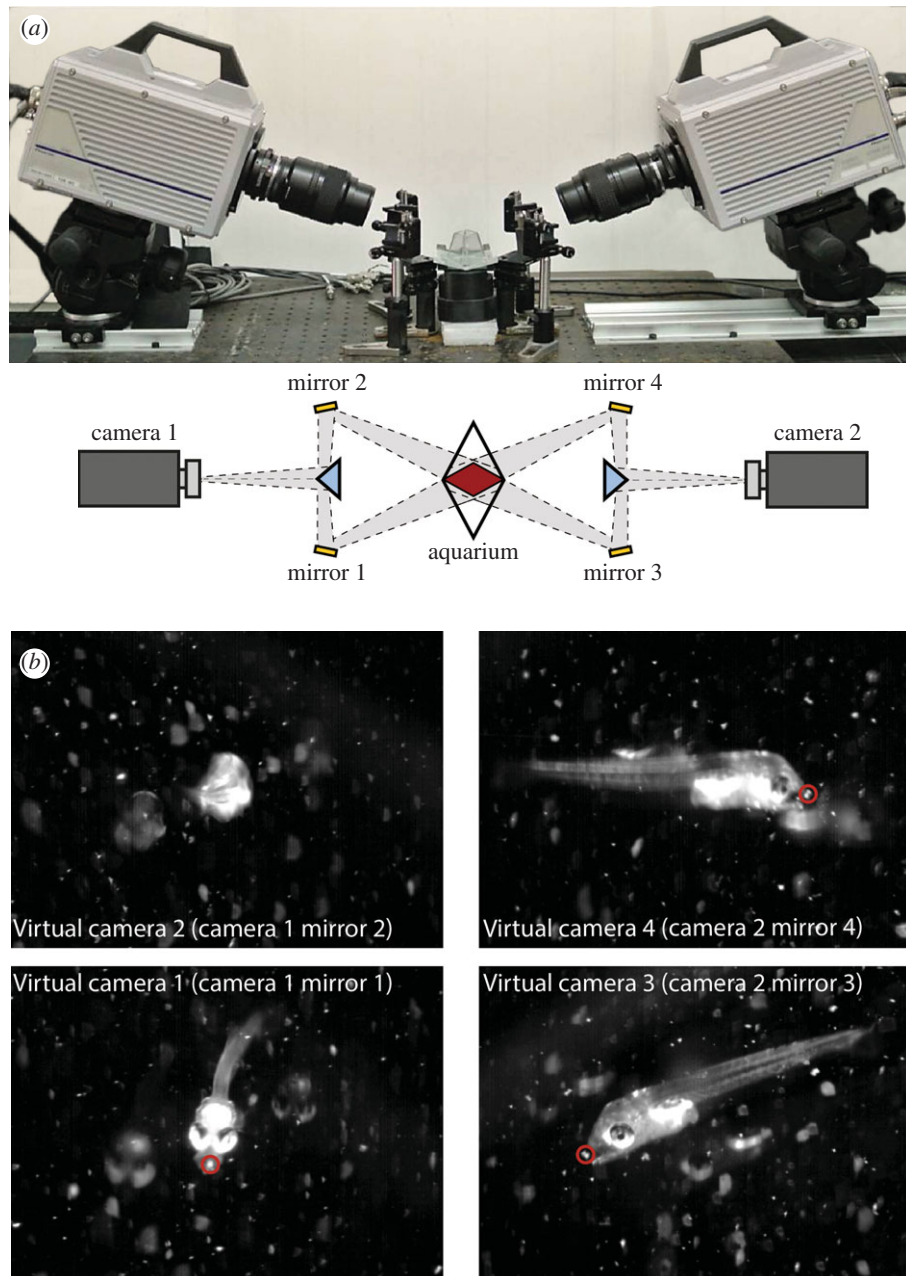 (a)
mirror 2
mirror 4
camera 1
camera 2
aquarium
mirror 1
mirror 3
(b)
Virtual camera 2 (camera 1 mirror 2)
Virtual camera 4 (camera 2 mirror 4)
Virtual camera 1 (camera 1 mirror 1)
Virtual camera 3 (camera 2 mirror 3)